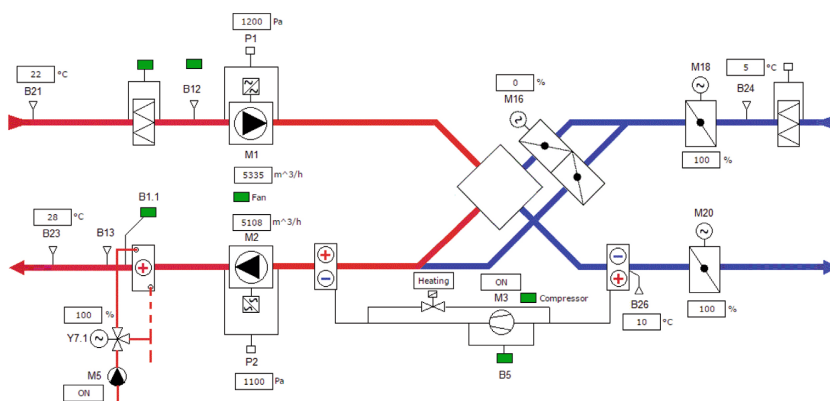 1200 Pa
P1
22 °C
B21
B12
M1
5335 m^3/h
Fan
0 %
M16
M18
5 °C
B24
100 %
B1.1
28 °C
B23
B13
5108 m^3/h
M2
M20
Heating
ON
M3
Compressor
B26
10 °C
100 %
100 %
Y7.1
P2
1100 Pa
B5
M5
ON